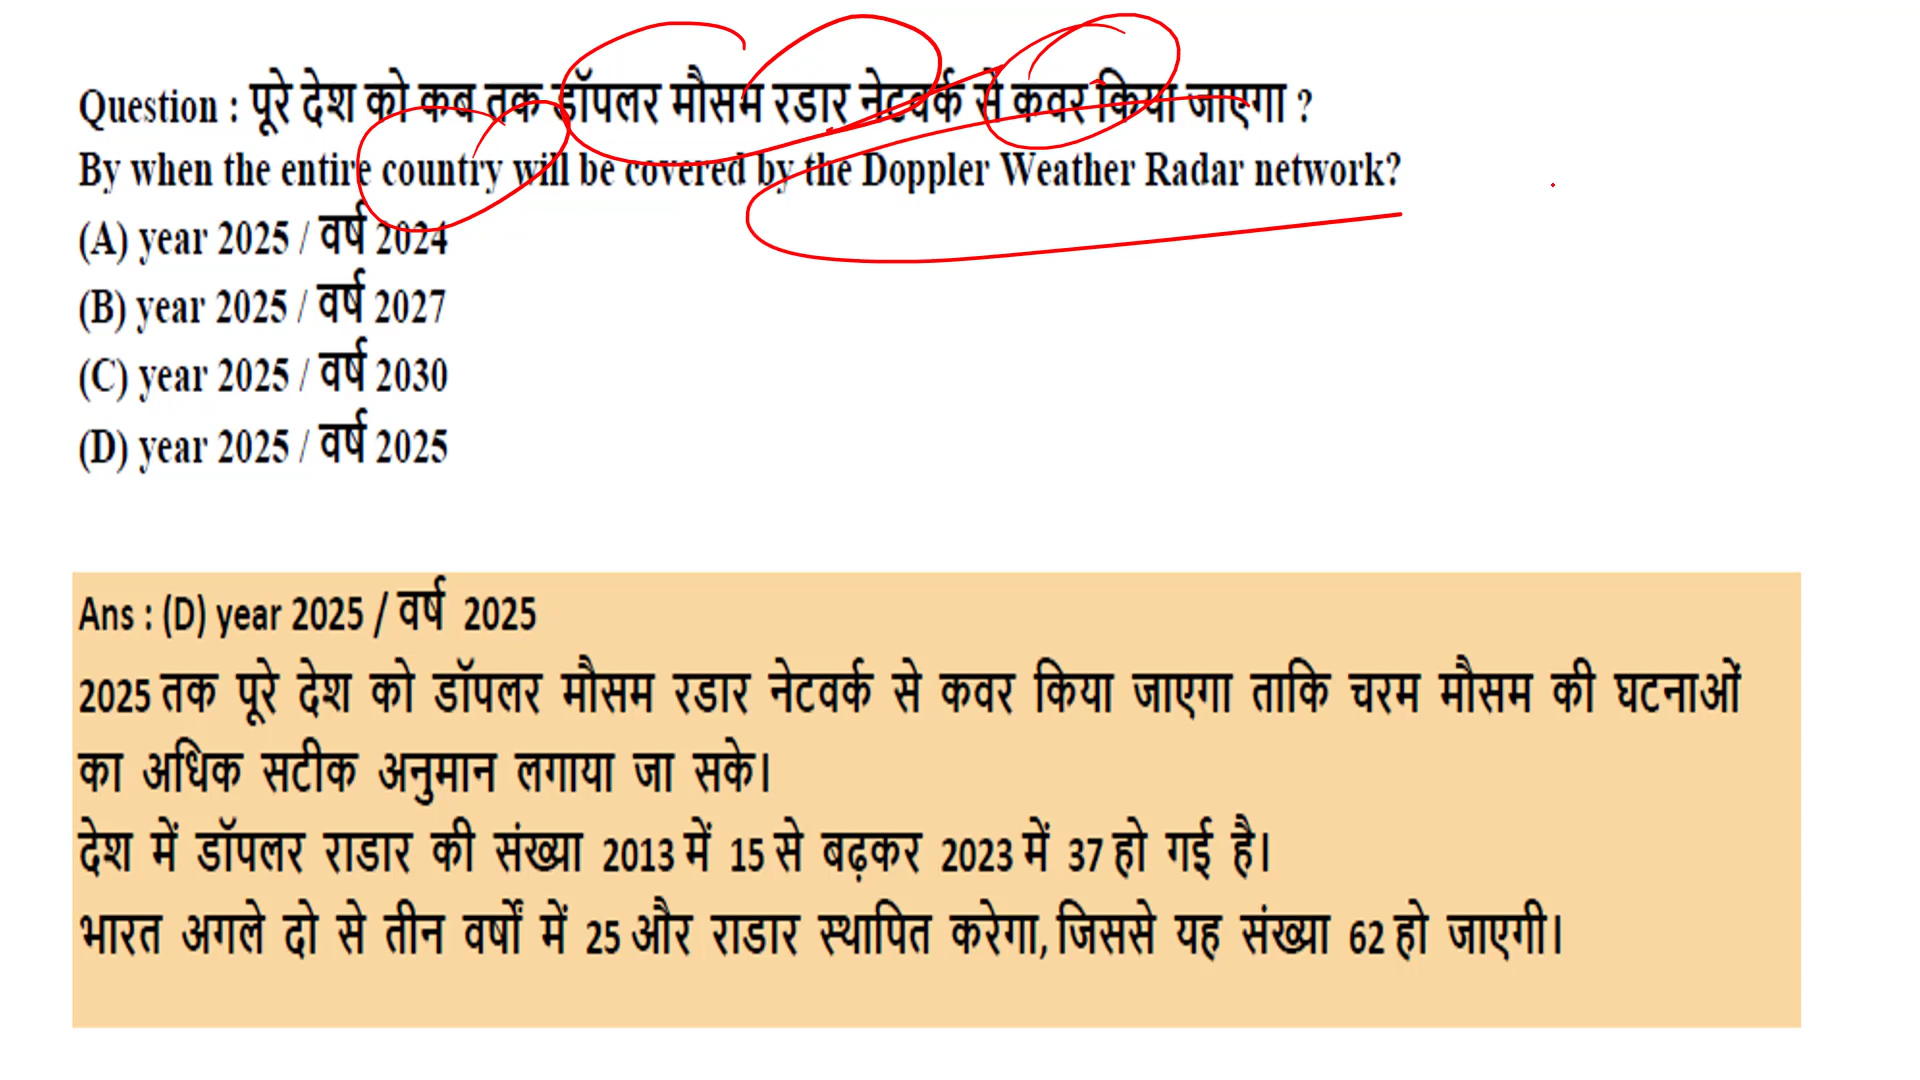 Question : पूरे देश को कब तक डॉपलर मौसम रडार नेटवर्क से कवर किया जाएगा ?
By when the entire country will be covered by the Doppler Weather Radar network?
(A) year 2025 / वर्ष 2024
(B) year 2025 / वर्ष 2027
(C) year 2025 / वर्ष 2030
(D) year 2025 / वर्ष 2025
Ans : (D) year 2025 / वर्ष 2025
2025 तक पूरे देश को डॉपलर मौसम रडार नेटवर्क से कवर किया जाएगा ताकि चरम मौसम की घटनाओं
का अधिक सटीक अनुमान लगाया जा सके।
देश में डॉपलर राडार की संख्या 2013 में 15 से बढ़कर 2023 में 37 हो गई है।
भारत अगले दो से तीन वर्षों में 25 और राडार स्थापित करेगा, जिससे यह संख्या 62 हो जाएगी।